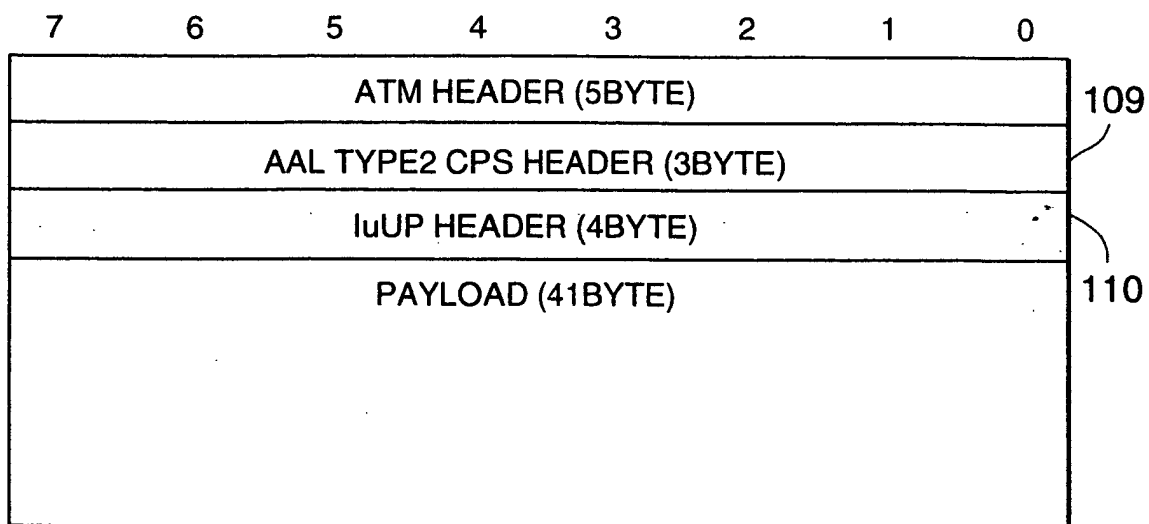 7 6 5 4 3 2 1 0
ATM HEADER (5BYTE)
109
AAL TYPE2 CPS HEADER (3BYTE)
IuUP HEADER (4BYTE)
110
PAYLOAD (41BYTE)